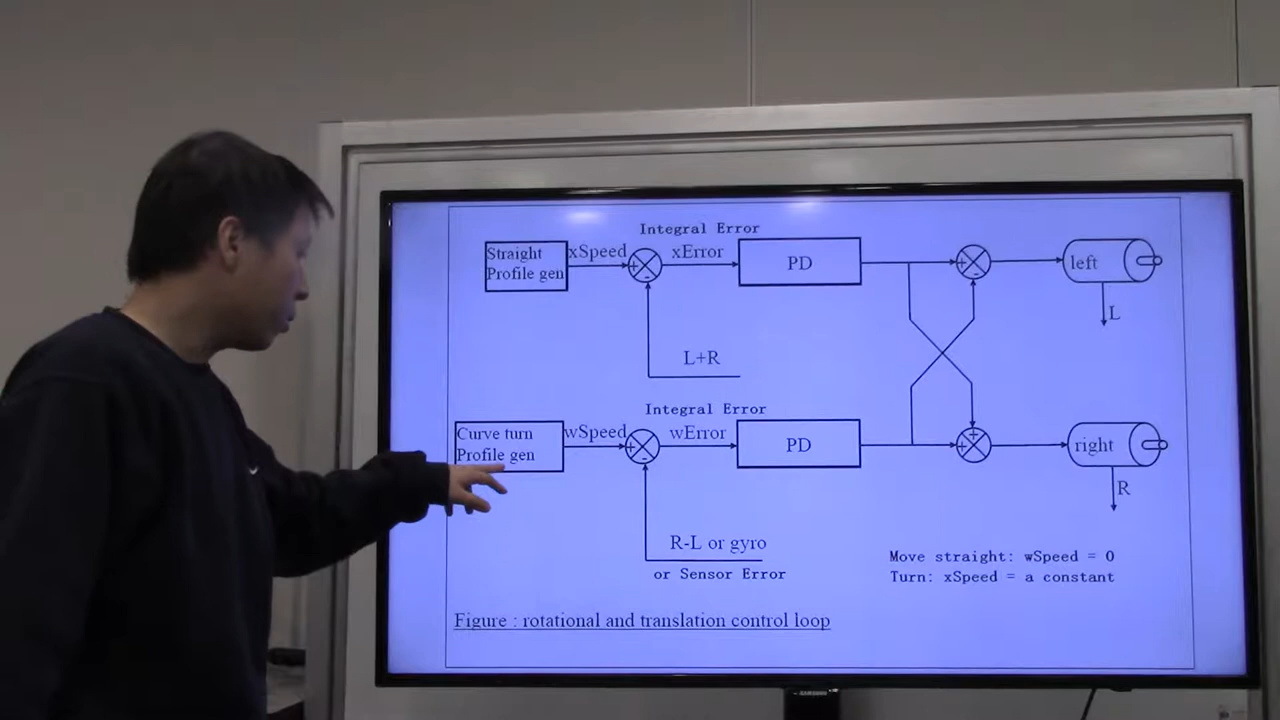 Integral Error
Straight
Profile gen
xSpeed
xError
PD
left
L
L+R
Integral Error
Curve turn
Profile gen
wSpeed
wError
PD
right
R
R-L or gyro
or Sensor Error
Move straight: wSpeed = 0
Turn: xSpeed = a constant
Figure : rotational and translation control loop
SAMSUNG